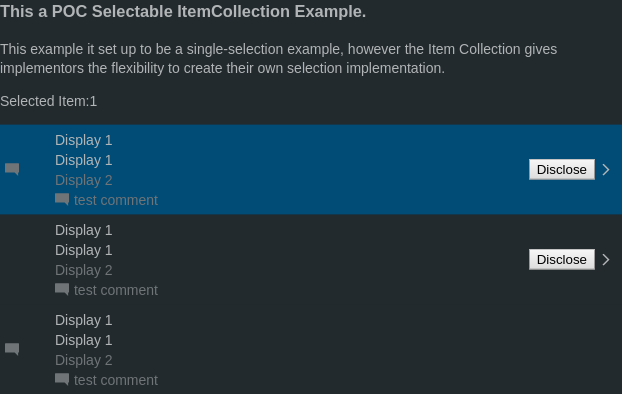 This a POC Selectable ItemCollection Example.
This example it set up to be a single-selection example, however the Item Collection gives
implementors the flexibility to create their own selection implementation.
Selected Item:1
Display 1
Display 1
Display 2
test comment
Disclose
Display 1
Display 1
Display 2
test comment
Disclose
Display 1
Display 1
Display 2
test comment